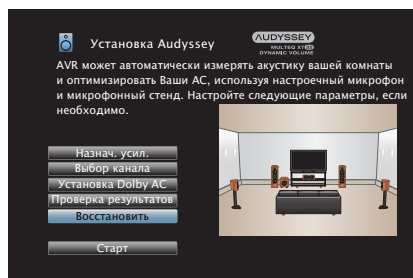 Установка Audyssey
AUDYSSEY
MULTEQ XT32
DYNAMIC VOLUME
AVR может автоматически измерять акустику вашей комнаты
и оптимизировать Ваши АС, используя настроечный микрофон
и микрофонный стенд. Настройте следующие параметры, если
необходимо.
Назнач. усил.
Выбор канала
Установка Dolby АС
Проверка результатов
Восстановить
Старт